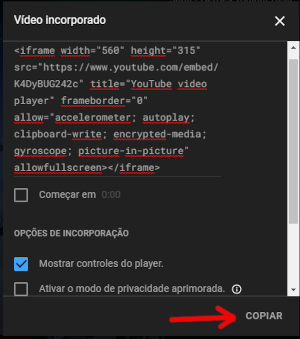 Vídeo incorporado
<iframe width="560" height="315"
src="https://www.youtube.com/embed/
K4DyBUG242c" title="YouTube video
player" frameborder="0"
allow="accelerometer; autoplay;
clipboard-write; encrypted-media;
gyroscope; picture-in-picture"
allowfullscreen></iframe>
Começar em 0:00
OPÇÕES DE INCORPORAÇÃO
Mostrar controles do player.
Ativar o modo de privacidade aprimorada.
COPIAR